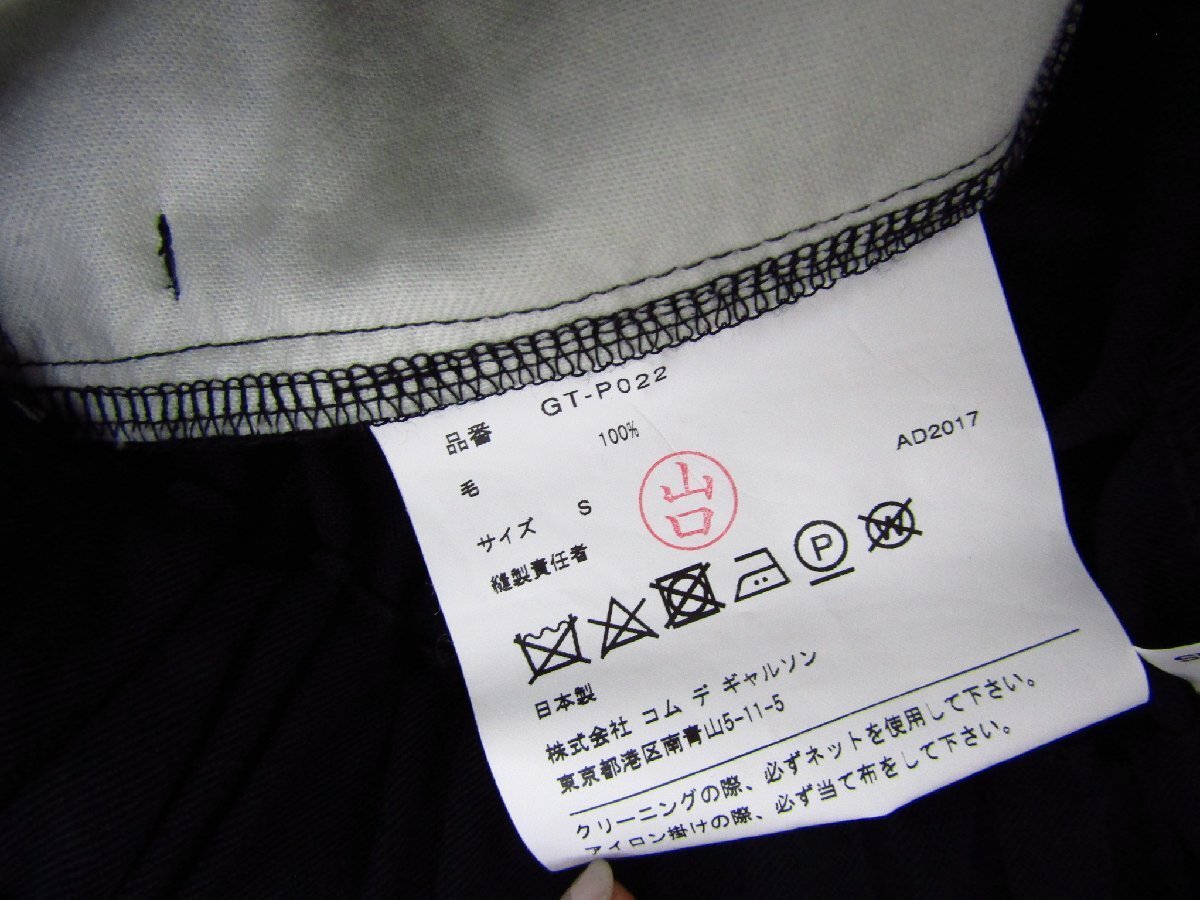 品番 GT-P022
毛 100%
AD2017
サイズ S
縫製責任者 山口
P
W
日本製
株式会社 コム デ ギャルソン
東京都港区南青山5-11-5
クリーニングの際、必ずネットを使用して下さい。
アイロン掛けの際、必ず当て布をして下さい。